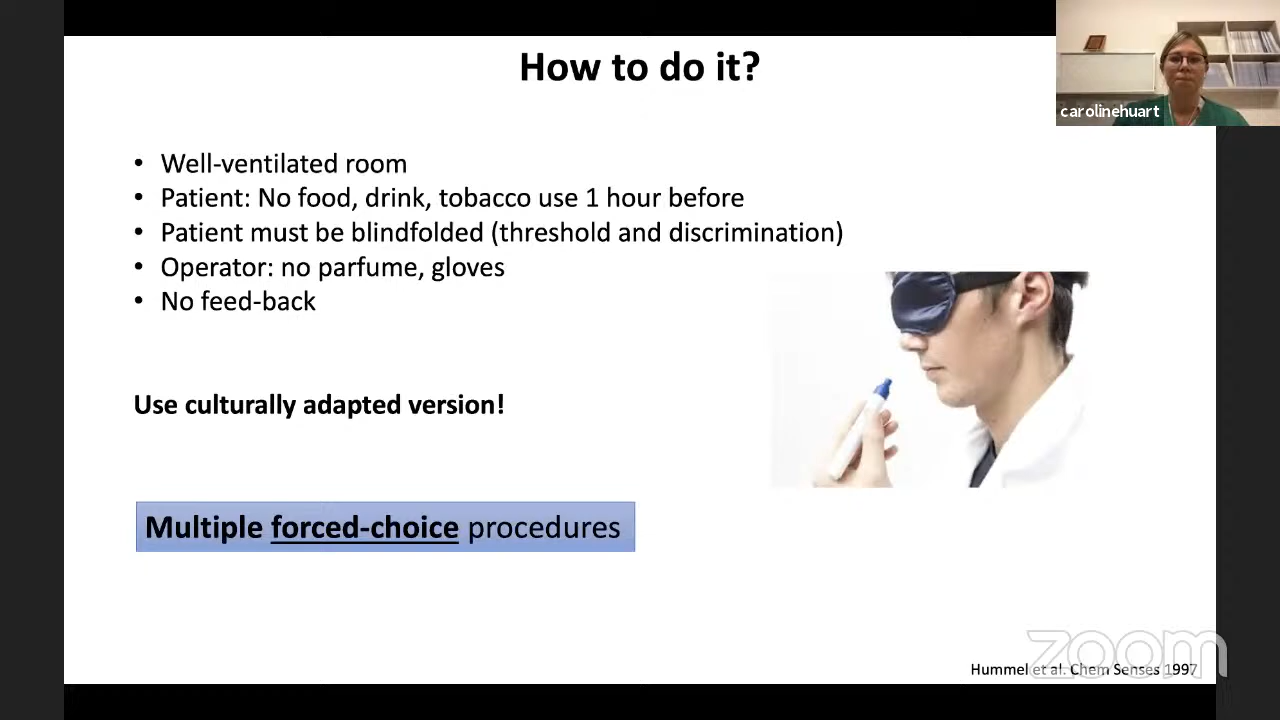 How to do it?
carolinehuart
• Well-ventilated room
• Patient: No food, drink, tobacco use 1 hour before
• Patient must be blindfolded (threshold and discrimination)
• Operator: no parfume, gloves
• No feed-back
Use culturally adapted version!
Multiple forced-choice procedures
zoom
Hummel et al. Chem Senses 1997